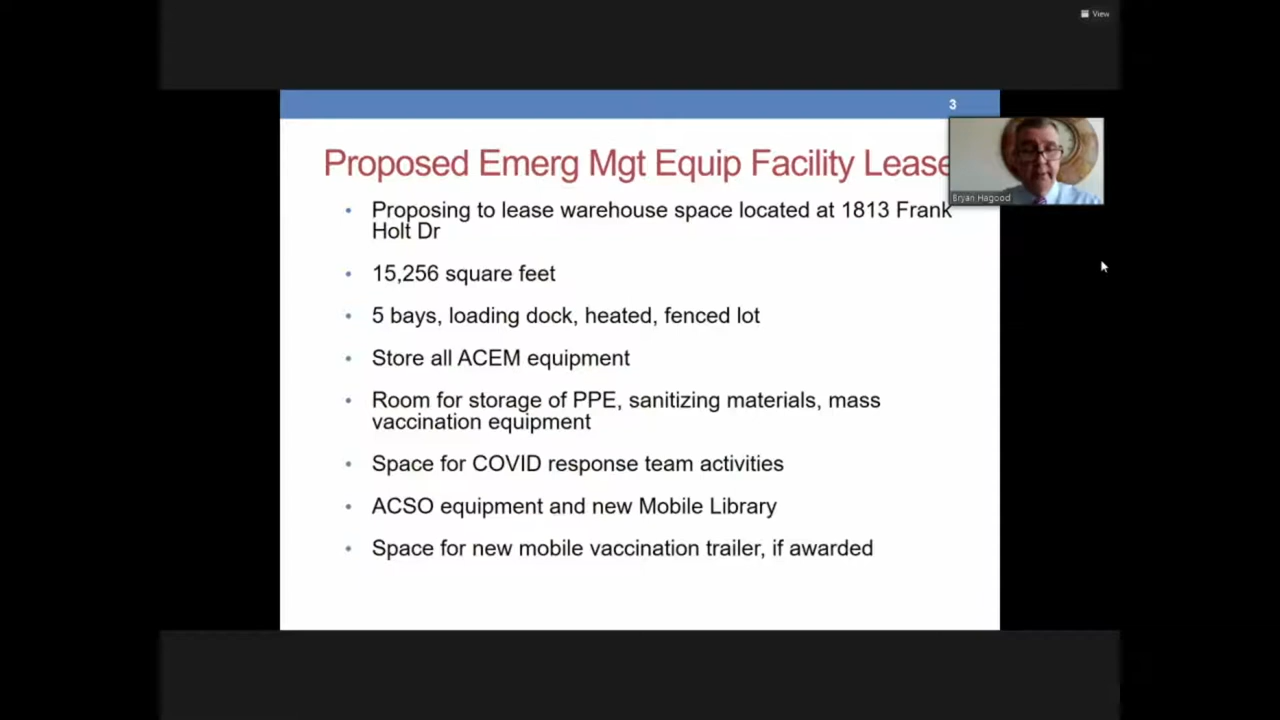 View
3
Proposed Emerg Mgt Equip Facility Lease
Bryan Hagood
• Proposing to lease warehouse space located at 1813 Frank
Holt Dr
• 15,256 square feet
• 5 bays, loading dock, heated, fenced lot
• Store all ACEM equipment
• Room for storage of PPE, sanitizing materials, mass
vaccination equipment
• Space for COVID response team activities
• ACSO equipment and new Mobile Library
• Space for new mobile vaccination trailer, if awarded